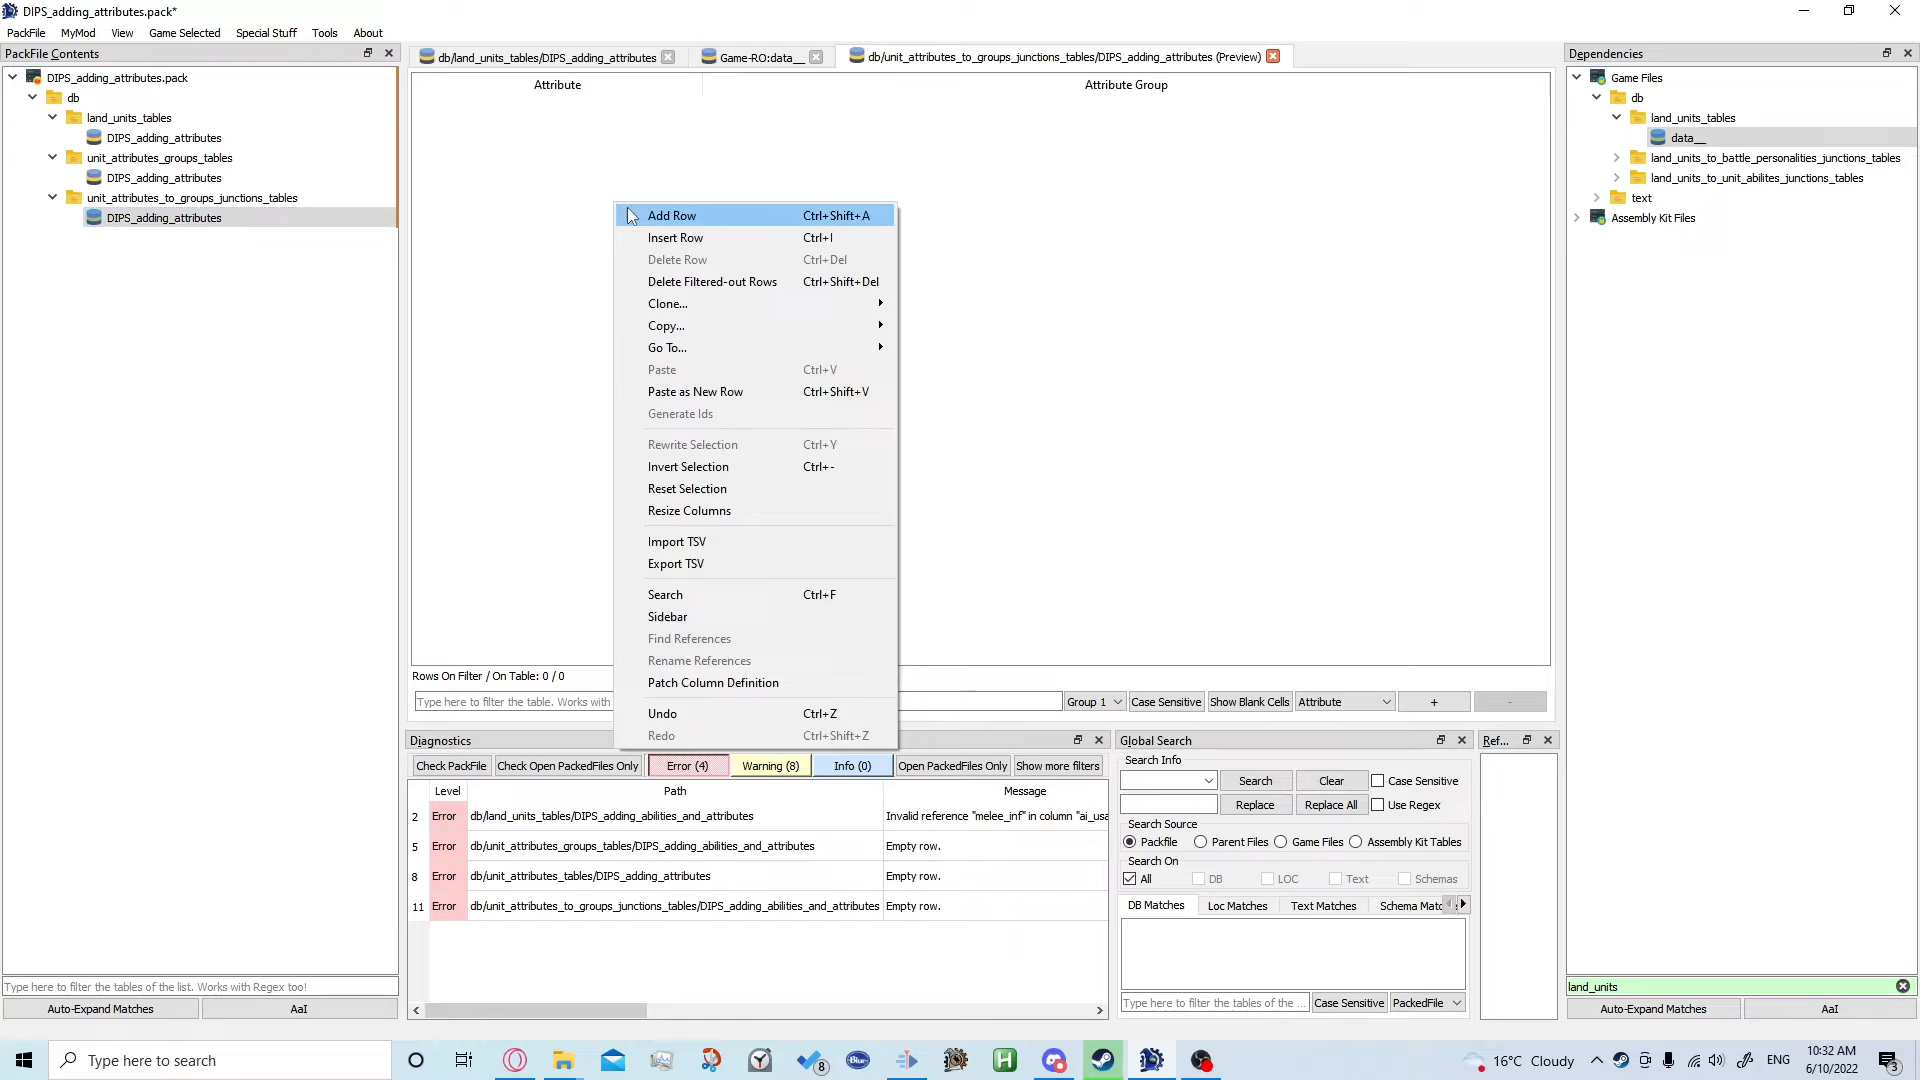 DIPS_adding_attributes.pack*
PackFile MyMod View Game Selected Special Stuff Tools About
PackFile Contents
DIPS_adding_attributes.pack
db
land_units_tables
DIPS_adding_attributes
unit_attributes_groups_tables
DIPS_adding_attributes
unit_attributes_to_groups_junctions_tables
DIPS_adding_attributes
Type here to filter the tables of the list. Works with Regex too!
Auto-Expand Matches AaI
db/land_units_tables/DIPS_adding_attributes Game-RO:data__ db/unit_attributes_to_groups_junctions_tables/DIPS_adding_attributes (Preview)
Attribute Attribute Group
Add Row Ctrl+Shift+A
Insert Row Ctrl+I
Delete Row Ctrl+Del
Delete Filtered-out Rows Ctrl+Shift+Del
Clone...
Copy...
Go To...
Paste Ctrl+V
Paste as New Row Ctrl+Shift+V
Generate Ids
Rewrite Selection Ctrl+Y
Invert Selection Ctrl+-
Reset Selection
Resize Columns
Import TSV
Export TSV
Search Ctrl+F
Sidebar
Find References
Rename References
Patch Column Definition
Undo Ctrl+Z
Redo Ctrl+Shift+Z
Rows On Filter / On Table: 0 / 0
Type here to filter the table. Works with Group 1 Case Sensitive Show Blank Cells Attribute + -
Diagnostics
Check PackFile Check Open PackedFiles Only Error (4) Warning (8) Info (0) Open PackedFiles Only Show more filters
Level Path Message
2 Error db/land_units_tables/DIPS_adding_abilities_and_attributes Invalid reference "melee_inf" in column "ai_usa
5 Error db/unit_attributes_groups_tables/DIPS_adding_abilities_and_attributes Empty row.
8 Error db/unit_attributes_tables/DIPS_adding_attributes Empty row.
11 Error db/unit_attributes_to_groups_junctions_tables/DIPS_adding_abilities_and_attributes Empty row.
Global Search
Search Info
Search Clear Case Sensitive
Replace Replace All Use Regex
Search Source
Packfile Parent Files Game Files Assembly Kit Tables
Search On
All DB LOC Text Schemas
DB Matches Loc Matches Text Matches Schema Matc
Type here to filter the tables of the ... Case Sensitive PackedFile
Ref...
Dependencies
Game Files
db
land_units_tables
data__
land_units_to_battle_personalities_junctions_tables
land_units_to_unit_abilites_junctions_tables
text
Assembly Kit Files
land_units
Auto-Expand Matches AaI
Type here to search
8
Blue
16°C Cloudy
ENG
10:32 AM
6/10/2022
3